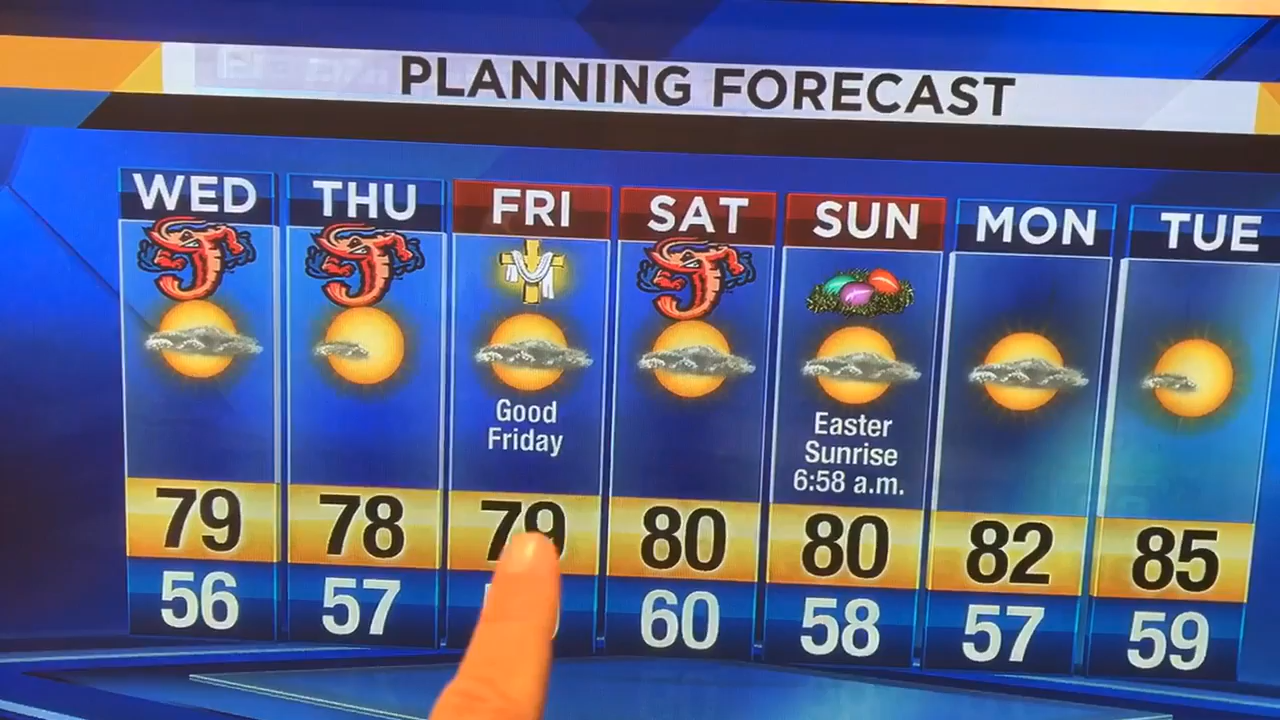 PLANNING FORECAST
WED THU FRI SAT SUN MON TUE
Good
Friday
Easter
Sunrise
6:58 a.m.
79 78 79 80 80 82 85
56 57 60 58 57 59